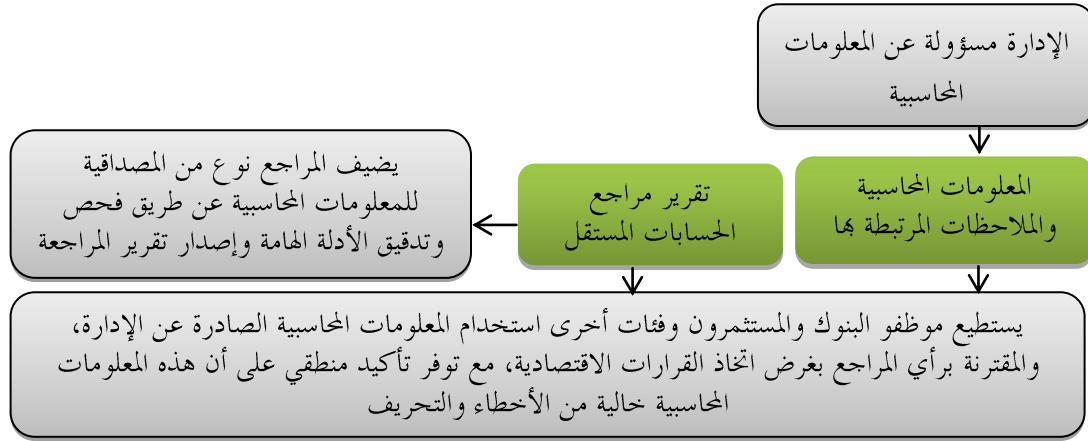 الإدارة مسؤولة عن المعلومات
المحاسبية
المعلومات المحاسبية
والملاحظات المرتبطة بها
تقرير مراجع
الحسابات المستقل
يضيف المراجع نوع من المصداقية
للمعلومات المحاسبية عن طريق فحص
وتدقيق الأدلة الهامة وإصدار تقرير المراجعة
يستطيع موظفو البنوك والمستثمرون وفئات أخرى استخدام المعلومات المحاسبية الصادرة عن الإدارة،
والمقترنة برأي المراجع بغرض اتخاذ القرارات الاقتصادية، مع توفر تأكيد منطقي على أن هذه المعلومات
المحاسبية خالية من الأخطاء والتحريف